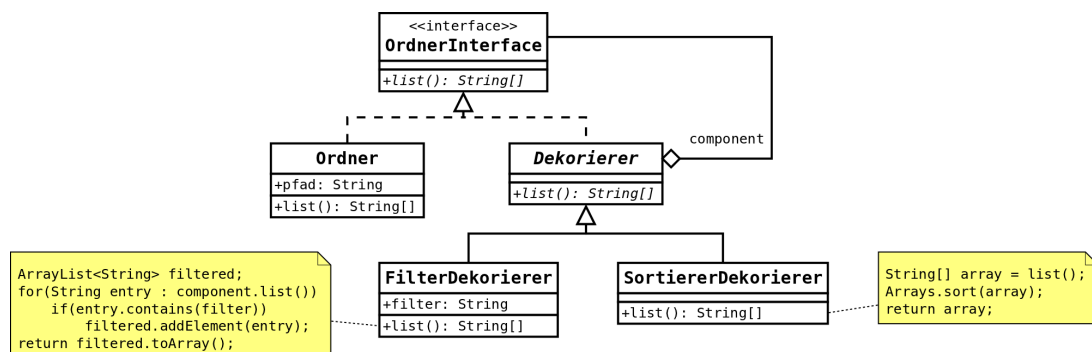 <<interface>>
OrdnerInterface
+list(): String[]
component
Ordner
+pfad: String
+list(): String[]
Dekorierer
+list(): String[]
ArrayList<String> filtered;
for(String entry : component.list())
    if(entry.contains(filter))
        filtered.addElement(entry);
return filtered.toArray();
FilterDekorierer
+filter: String
+list(): String[]
SortiererDekorierer
+list(): String[]
String[] array = list();
Arrays.sort(array);
return array;